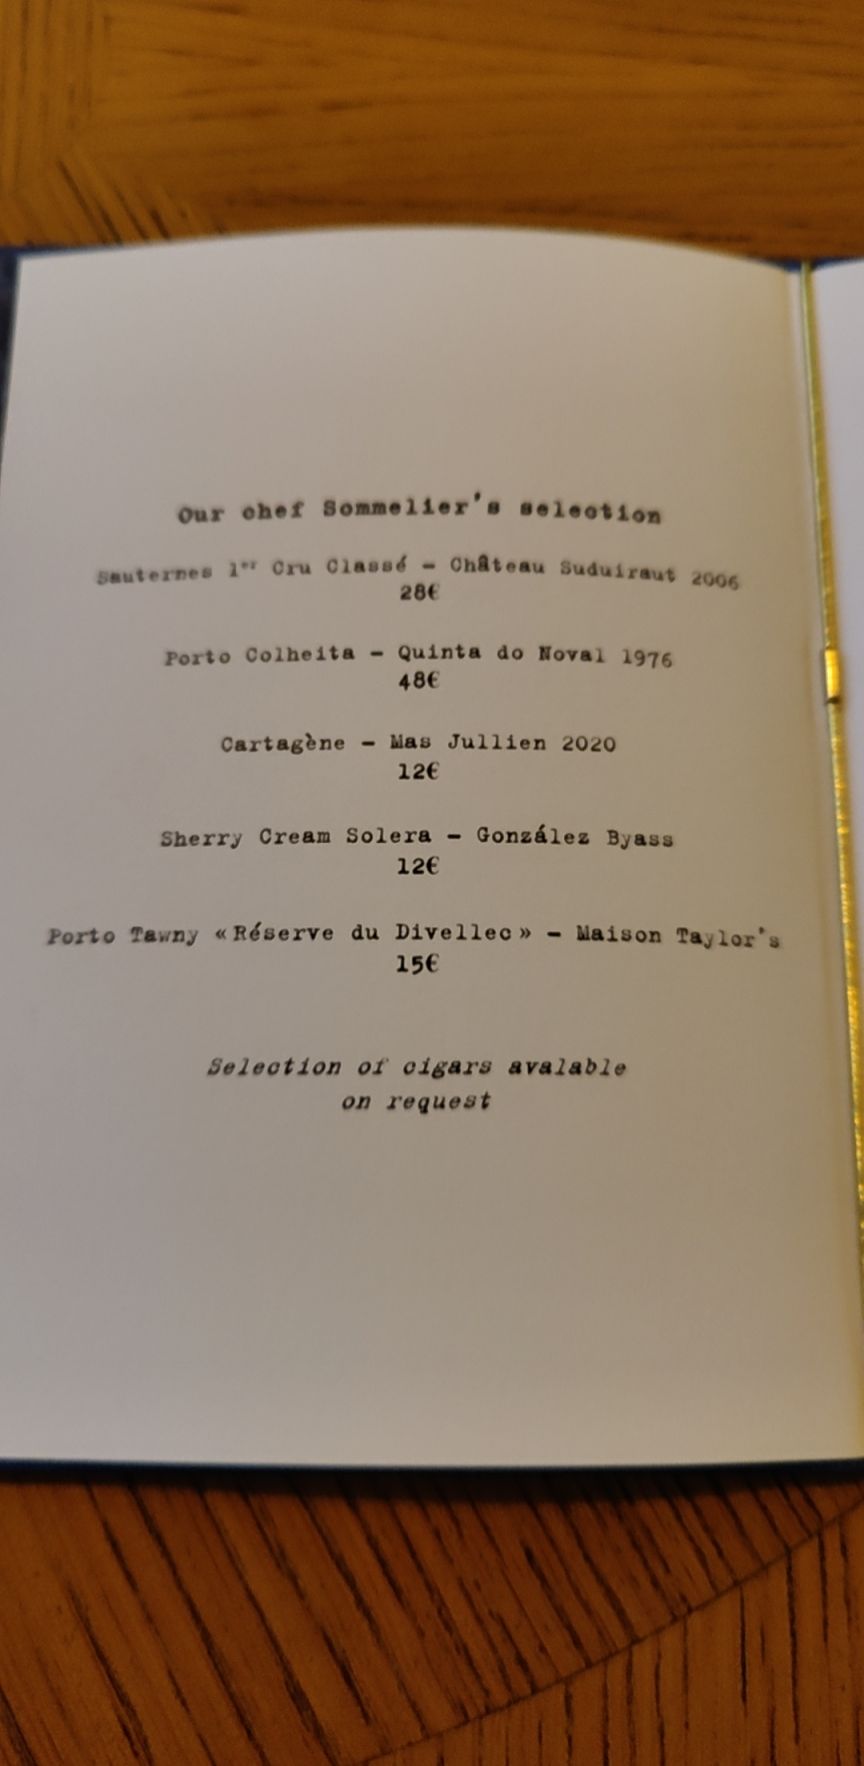 Our chef Sommelier's selection
Sauternes 1er Cru Classé – Château Suduiraut 2006
28€
Porto Colheita – Quinta do Noval 1976
48€
Cartagène – Mas Jullien 2020
12€
Sherry Cream Solera – González Byass
12€
Porto Tawny «Réserve du Divellec» – Maison Taylor's
15€
Selection of cigars avalable
on request